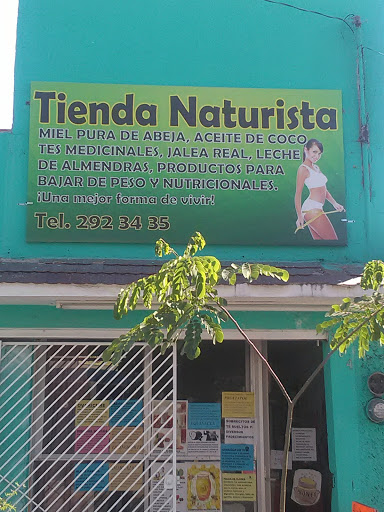 Tienda Naturista
MIEL PURA DE ABEJA, ACEITE DE COCO
TES MEDICINALES, JALEA REAL, LECHE
DE ALMENDRAS, PRODUCTOS PARA
BAJAR DE PESO Y NUTRICIONALES.
¡Una mejor forma de vivir!
Tel. 292 34 35